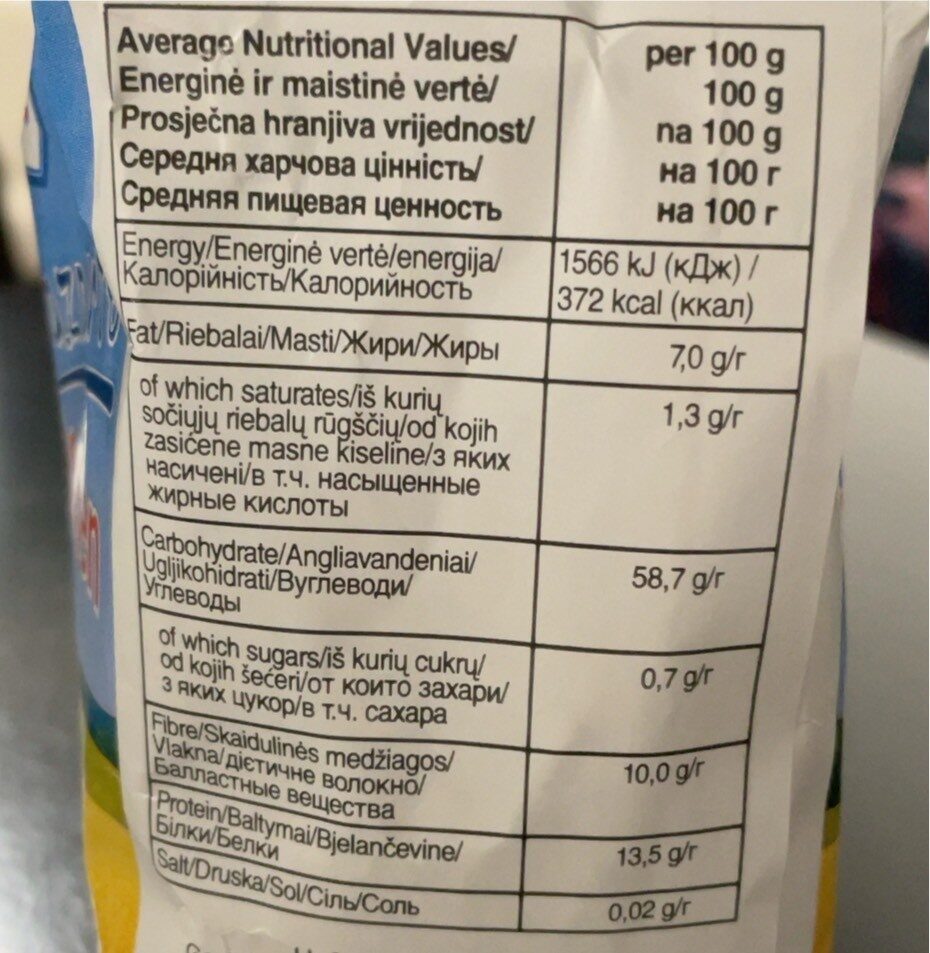 Average Nutritional Values/
Energinė ir maistinė vertė/
Prosječna hranjiva vrijednost/
Середня харчова цінність/
Средняя пищевая ценность
per 100 g
100 g
na 100 g
на 100 г
на 100 г
Energy/Energinė vertė/energija/
Калорійність/Калорийность
1566 kJ (кДж) /
372 kcal (ккал)
Fat/Riebalai/Masti/Жири/Жиры
7,0 g/г
of which saturates/iš kurių
sočiųjų riebalų rūgščių/od kojih
zasićene masne kiseline/з яких
насичені/в т.ч. насыщенные
жирные кислоты
1,3 g/г
Carbohydrate/Angliavandeniai/
Ugljikohidrati/Вуглеводи/
Углеводы
58,7 g/г
of which sugars/iš kurių cukrų/
od kojih šećeri/от които захари/
з яких цукор/в т.ч. сахара
0,7 g/г
Fibre/Skaidulinės medžiagos/
Vlakna/дієтичне волокно/
Балластные вещества
10,0 g/г
Protein/Baltymai/Bjelančevine/
Білки/Белки
13,5 g/г
Salt/Druska/Sol/Сіль/Соль
0,02 g/г